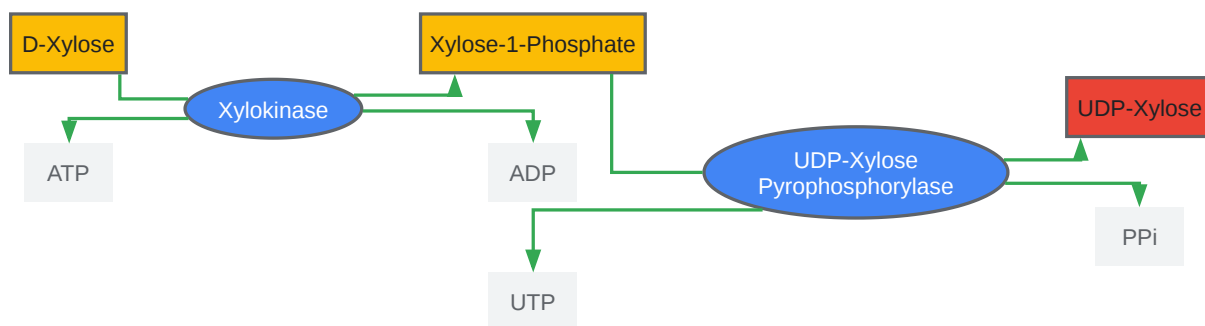 D-Xylose
Xylose-1-Phosphate
Xylokinase
UDP-Xylose
ATP
ADP
UDP-Xylose
Pyrophosphorylase
PPi
UTP